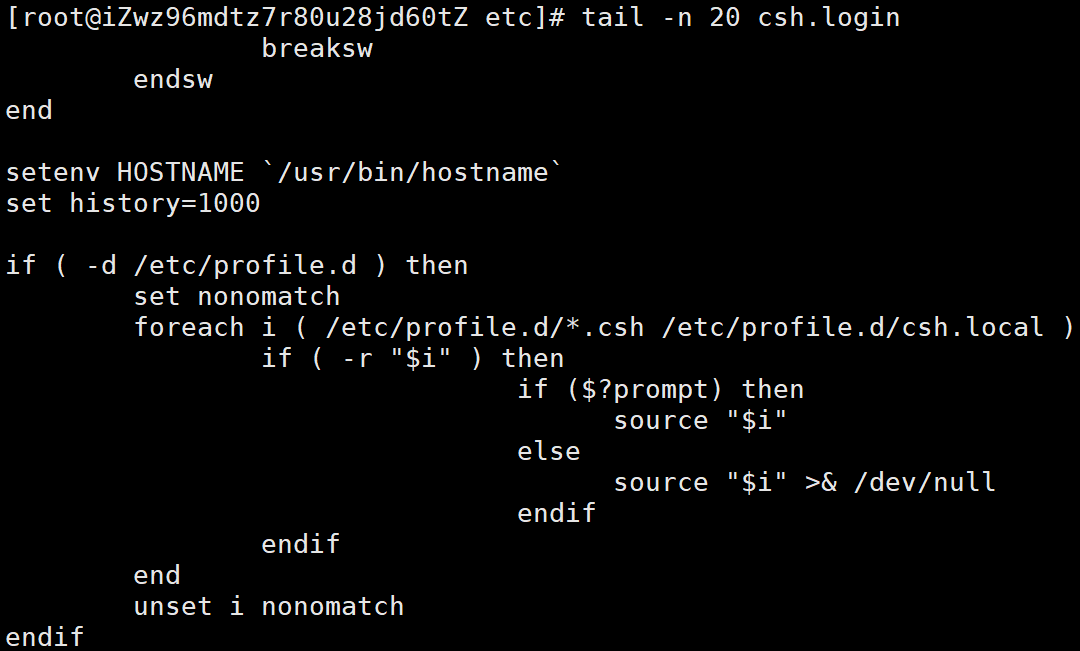 [root@iZwz96mdtz7r80u28jd60tZ etc]# tail -n 20 csh.login
                breaksw
        endsw
end

setenv HOSTNAME `/usr/bin/hostname`
set history=1000

if ( -d /etc/profile.d ) then
        set nonomatch
        foreach i ( /etc/profile.d/*.csh /etc/profile.d/csh.local )
                if ( -r "$i" ) then
                                if ($?prompt) then
                                      source "$i"
                                else
                                      source "$i" >& /dev/null
                                endif
                endif
        end
        unset i nonomatch
endif